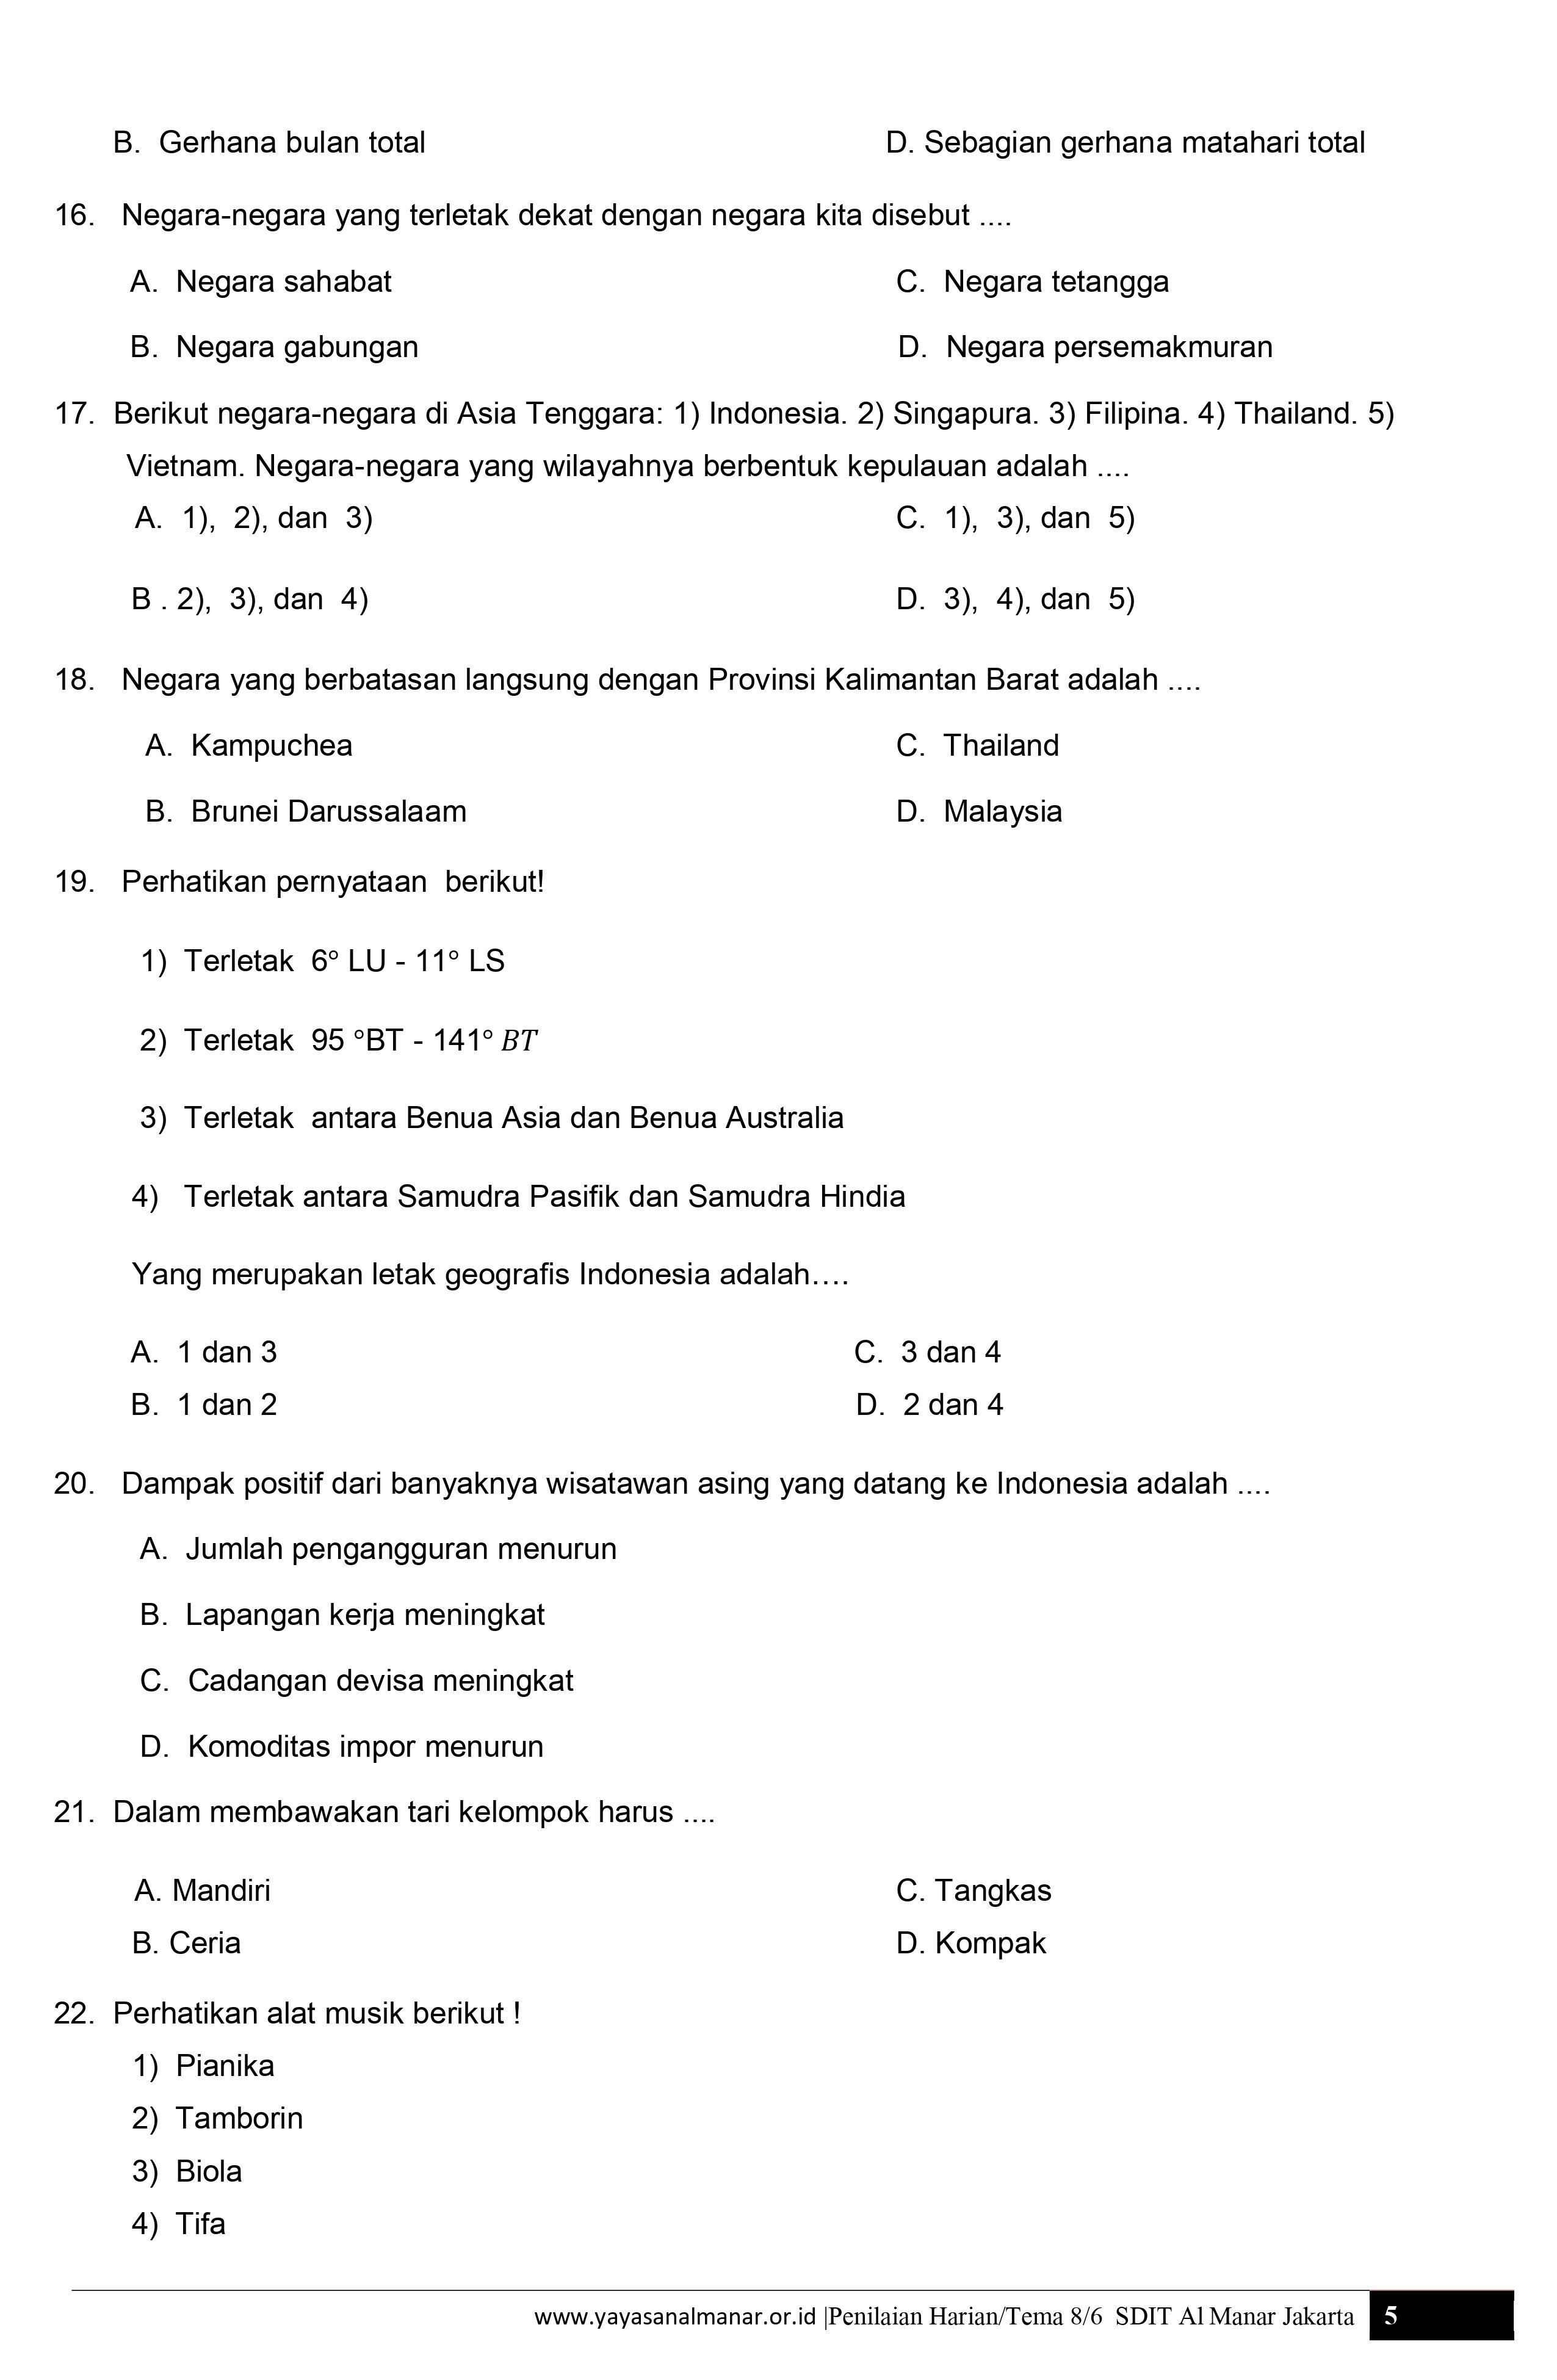 B. Gerhana bulan total D. Sebagian gerhana matahari total
16. Negara-negara yang terletak dekat dengan negara kita disebut ....
A. Negara sahabat C. Negara tetangga
B. Negara gabungan D. Negara persemakmuran
17. Berikut negara-negara di Asia Tenggara: 1) Indonesia. 2) Singapura. 3) Filipina. 4) Thailand. 5)
Vietnam. Negara-negara yang wilayahnya berbentuk kepulauan adalah ....
A. 1), 2), dan 3) C. 1), 3), dan 5)
B . 2), 3), dan 4) D. 3), 4), dan 5)
18. Negara yang berbatasan langsung dengan Provinsi Kalimantan Barat adalah ....
A. Kampuchea C. Thailand
B. Brunei Darussalaam D. Malaysia
19. Perhatikan pernyataan berikut!
1) Terletak 6° LU - 11° LS
2) Terletak 95 °BT - 141° BT
3) Terletak antara Benua Asia dan Benua Australia
4) Terletak antara Samudra Pasifik dan Samudra Hindia
Yang merupakan letak geografis Indonesia adalah….
A. 1 dan 3 C. 3 dan 4
B. 1 dan 2 D. 2 dan 4
20. Dampak positif dari banyaknya wisatawan asing yang datang ke Indonesia adalah ....
A. Jumlah pengangguran menurun
B. Lapangan kerja meningkat
C. Cadangan devisa meningkat
D. Komoditas impor menurun
21. Dalam membawakan tari kelompok harus ....
A. Mandiri C. Tangkas
B. Ceria D. Kompak
22. Perhatikan alat musik berikut !
1) Pianika
2) Tamborin
3) Biola
4) Tifa
www.yayasanalmanar.or.id |Penilaian Harian/Tema 8/6 SDIT Al Manar Jakarta 5